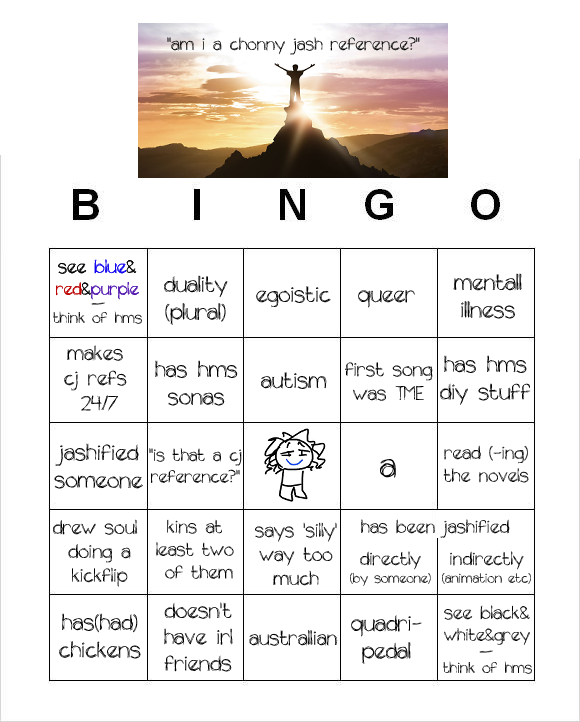 "am i a chonny jash reference?"
B I N G O
see blue&
red&purple
—
think of hms
duality
(plural)
egoistic
queer
mentall
illness
makes
cj refs
24/7
has hms
sonas
autism
first song
was TME
has hms
diy stuff
jashified
someone
"is that a cj
reference?"
a
read (-ing)
the novels
drew soul
doing a
kickflip
kins at
least two
of them
says 'silly'
way too
much
has been jashified
directly
(by someone)
indirectly
(animation etc)
has(had)
chickens
doesn't
have irl
friends
australian
quadri-
pedal
see black&
white&grey
—
think of hms